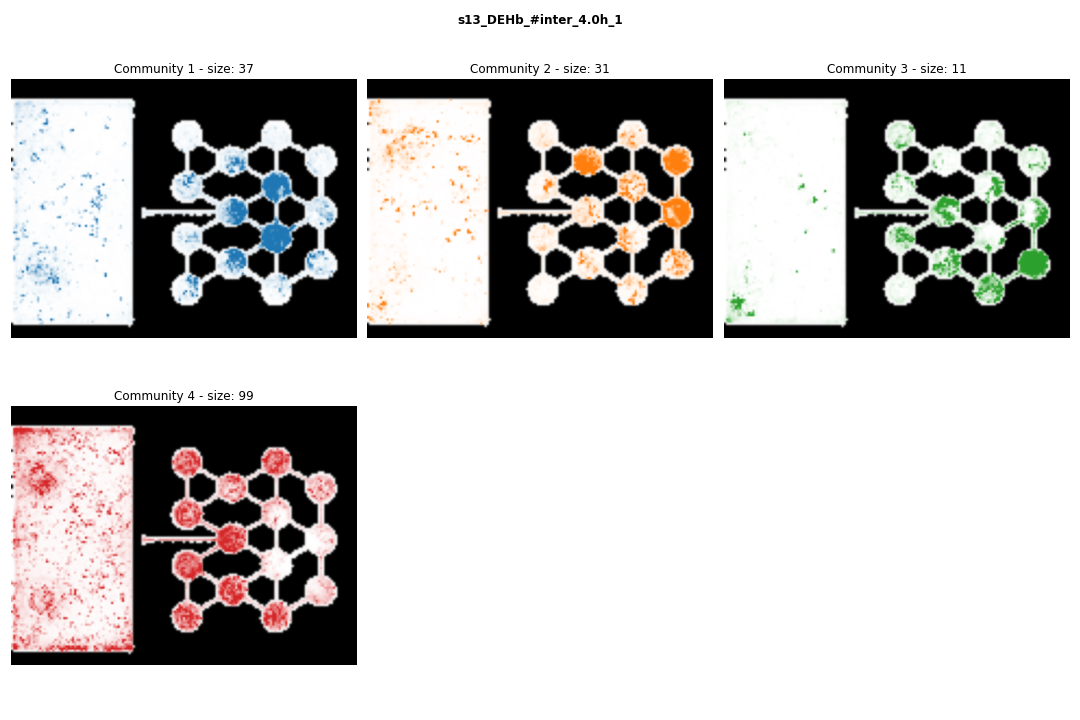 s13_DEHb_#inter_4.0h_1
Community 1 - size: 37
Community 2 - size: 31
Community 3 - size: 11
Community 4 - size: 99